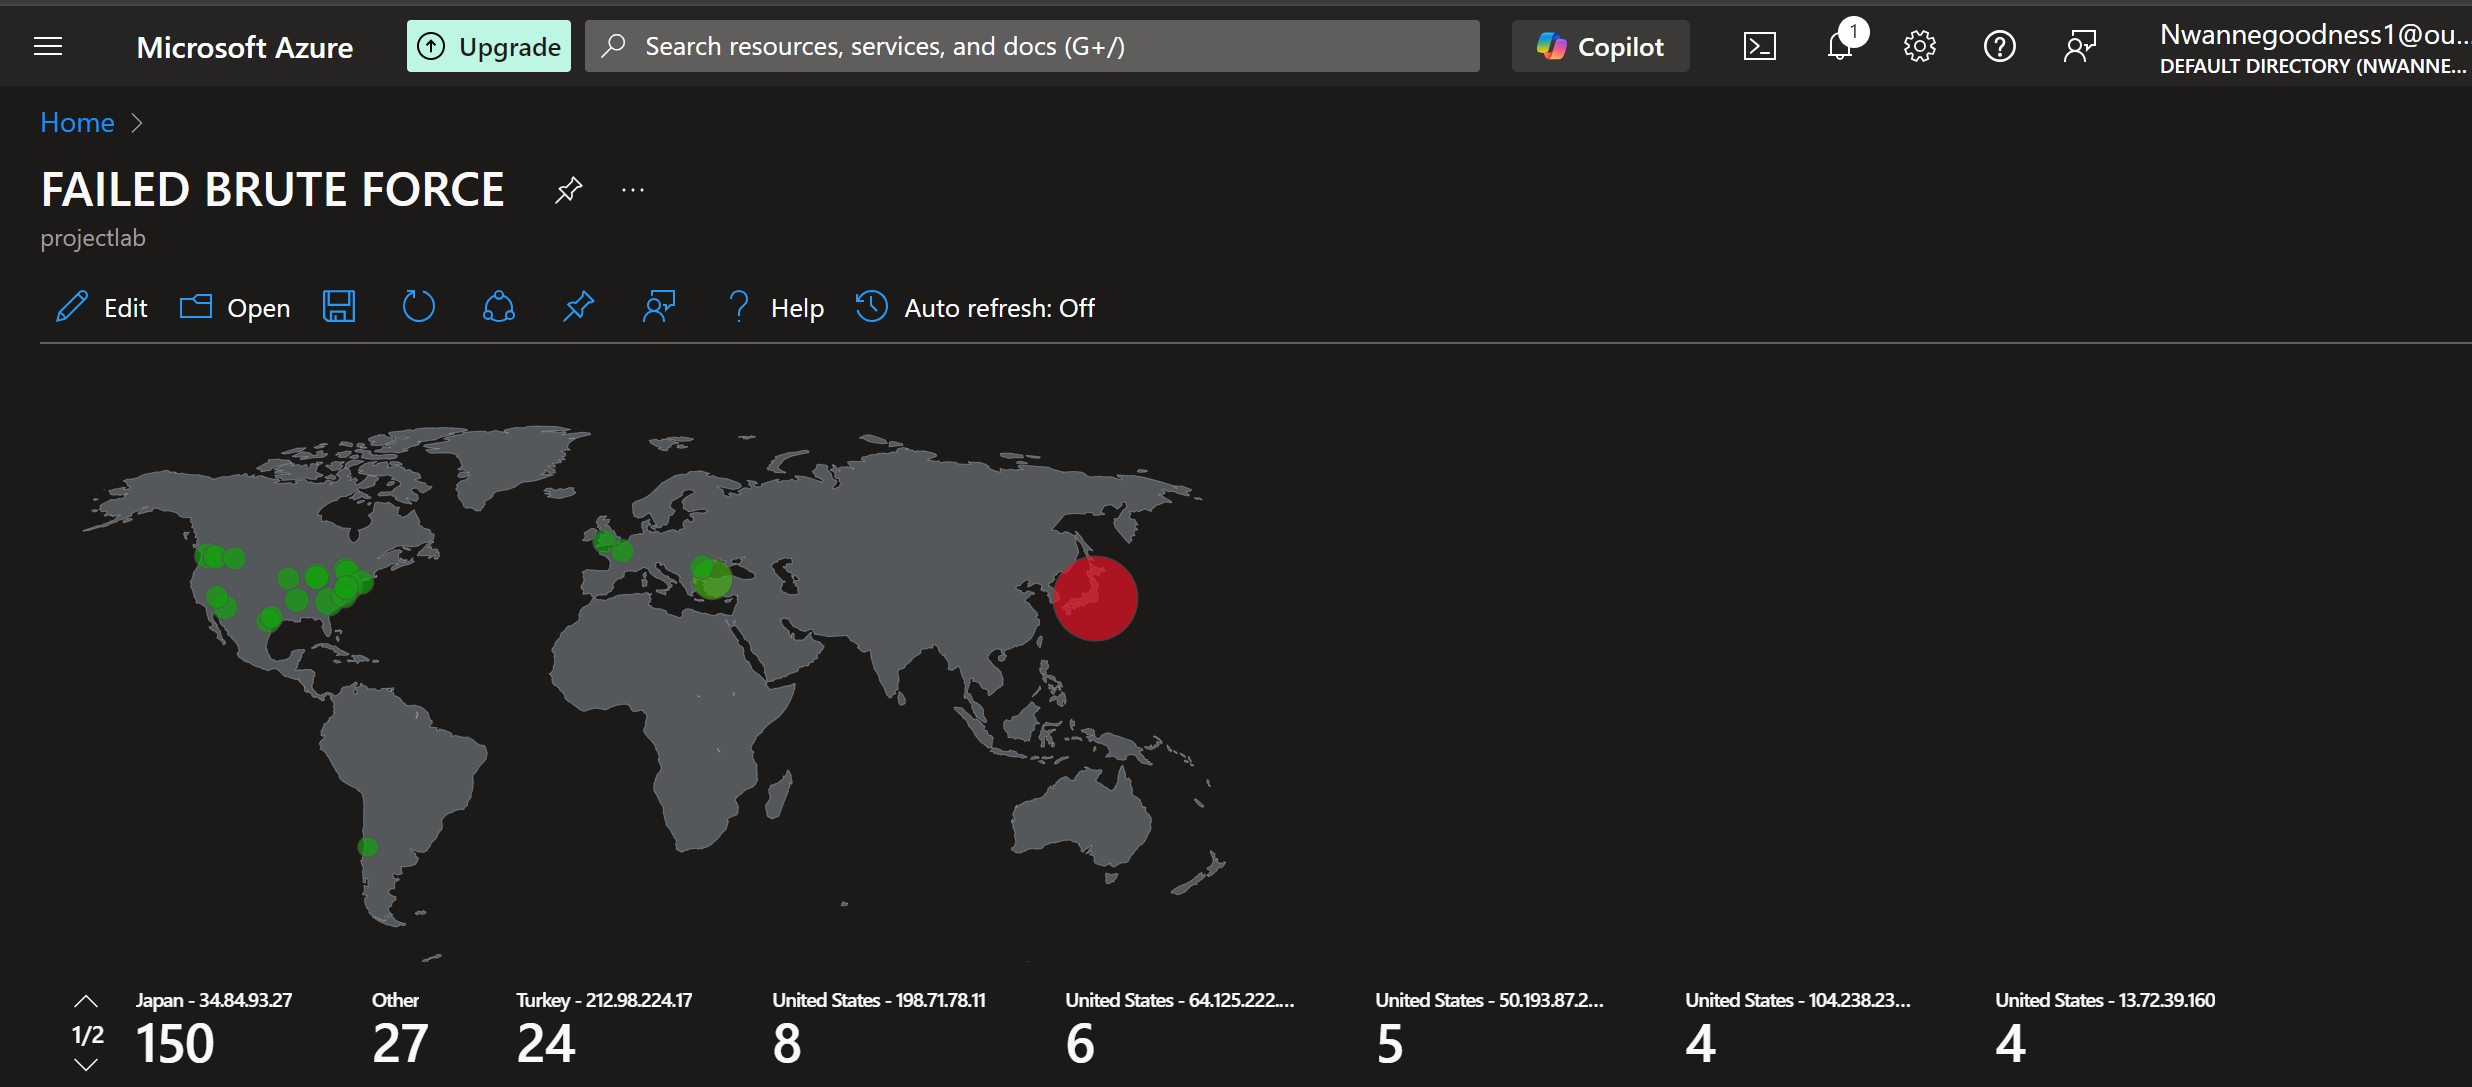 Microsoft Azure
Upgrade
Search resources, services, and docs (G+/)
Copilot
1
Nwannegoodness1@ou...
DEFAULT DIRECTORY (NWANNE...
Home
FAILED BRUTE FORCE
projectlab
Edit
Open
Help
Auto refresh: Off
1/2
Japan - 34.84.93.27
150
Other
27
Turkey - 212.98.224.17
24
United States - 198.71.78.11
8
United States - 64.125.222....
6
United States - 50.193.87.2...
5
United States - 104.238.23...
4
United States - 13.72.39.160
4